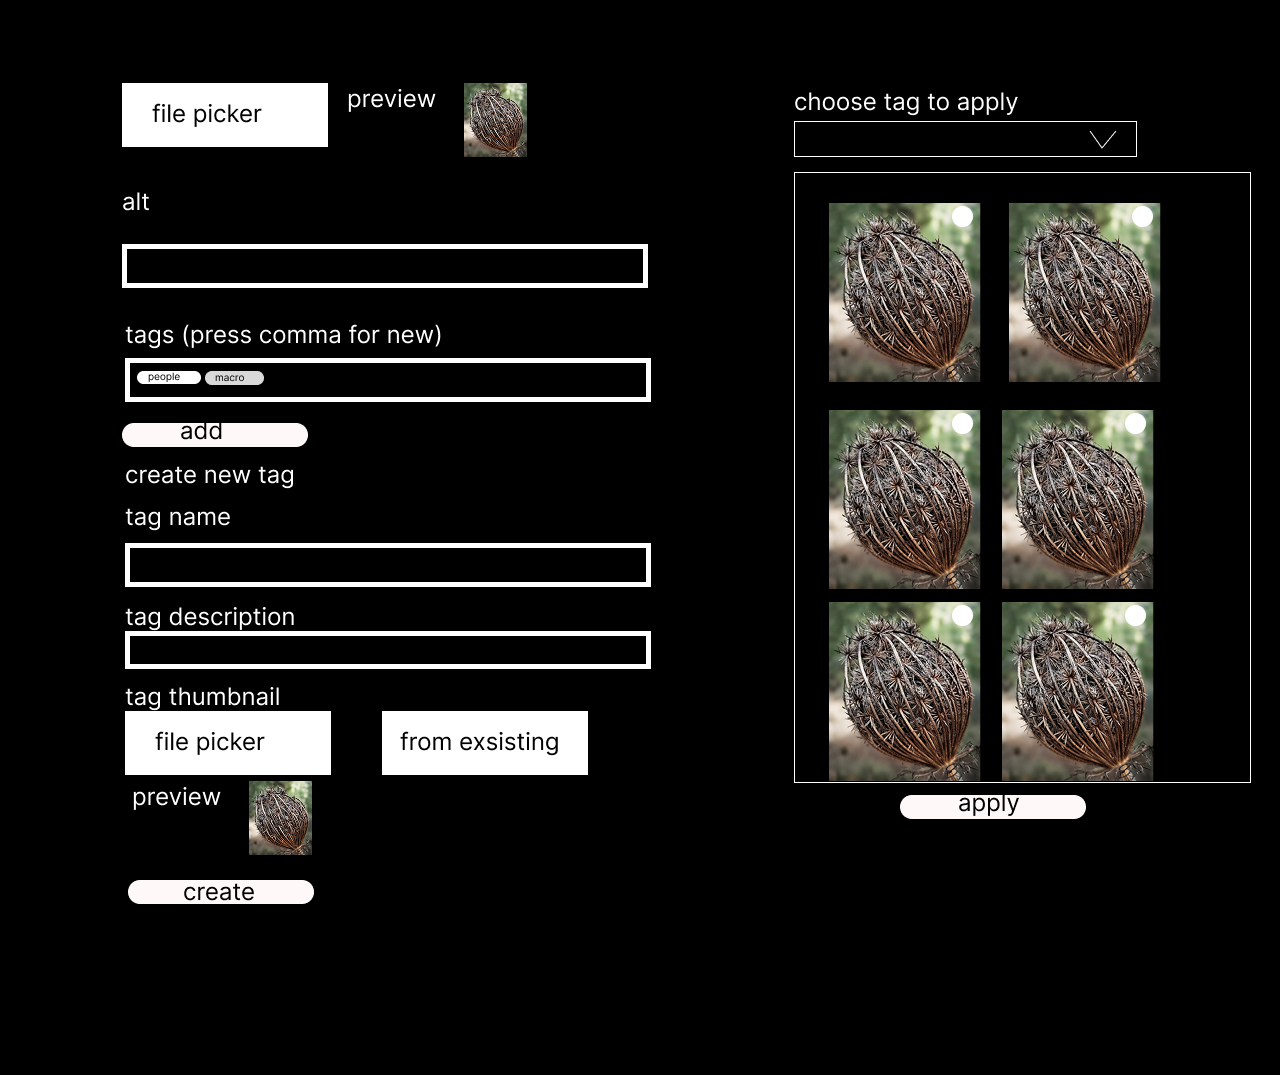 file picker
preview
alt
tags (press comma for new)
people
macro
add
create new tag
tag name
tag description
tag thumbnail
file picker
from exsisting
preview
create
choose tag to apply
apply